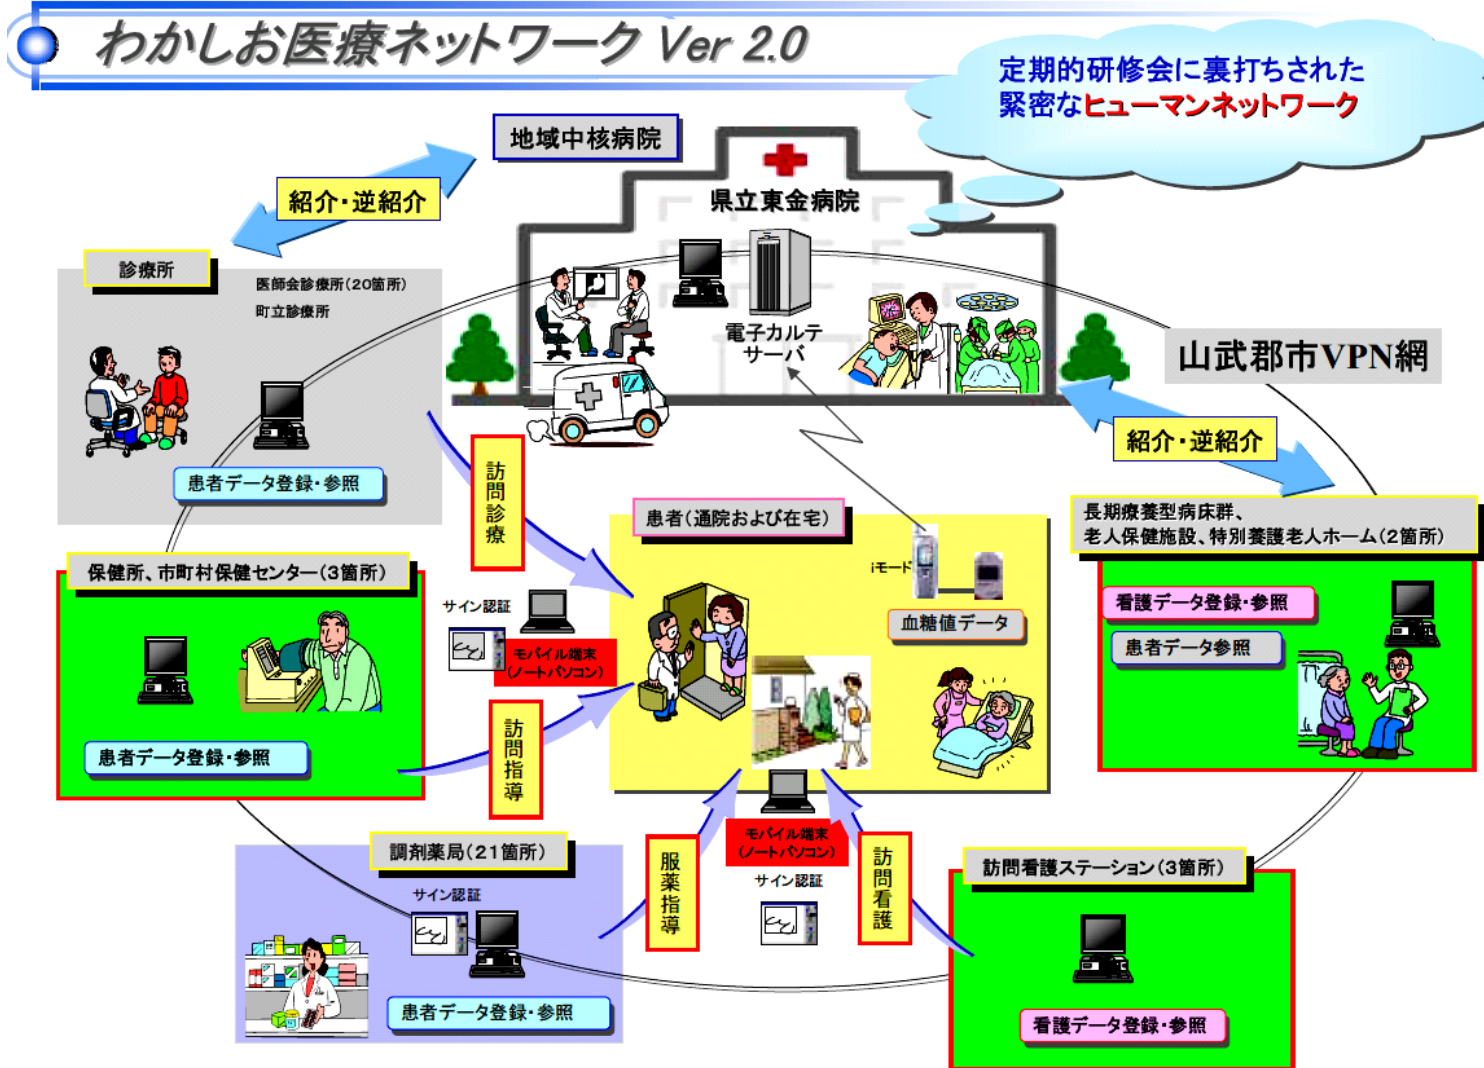 わかしお医療ネットワーク Ver 2.0
定期的研修会に裏打ちされた
緊密なヒューマンネットワーク
地域中核病院
紹介・逆紹介
県立東金病院
診療所
医師会診療所(20箇所)
町立診療所
電子カルテ
サーバ
山武郡市VPN網
紹介・逆紹介
患者データ登録・参照
訪問診療
患者(通院および在宅)
長期療養型病床群、
老人保健施設、特別養護老人ホーム(2箇所)
保健所、市町村保健センター(3箇所)
iモード
サイン認証
血糖値データ
看護データ登録・参照
患者データ参照
モバイル端末
(ノートパソコン)
訪問指導
患者データ登録・参照
モバイル端末
(ノートパソコン)
調剤薬局(21箇所)
服薬指導
訪問看護
訪問看護ステーション(3箇所)
サイン認証
サイン認証
患者データ登録・参照
看護データ登録・参照